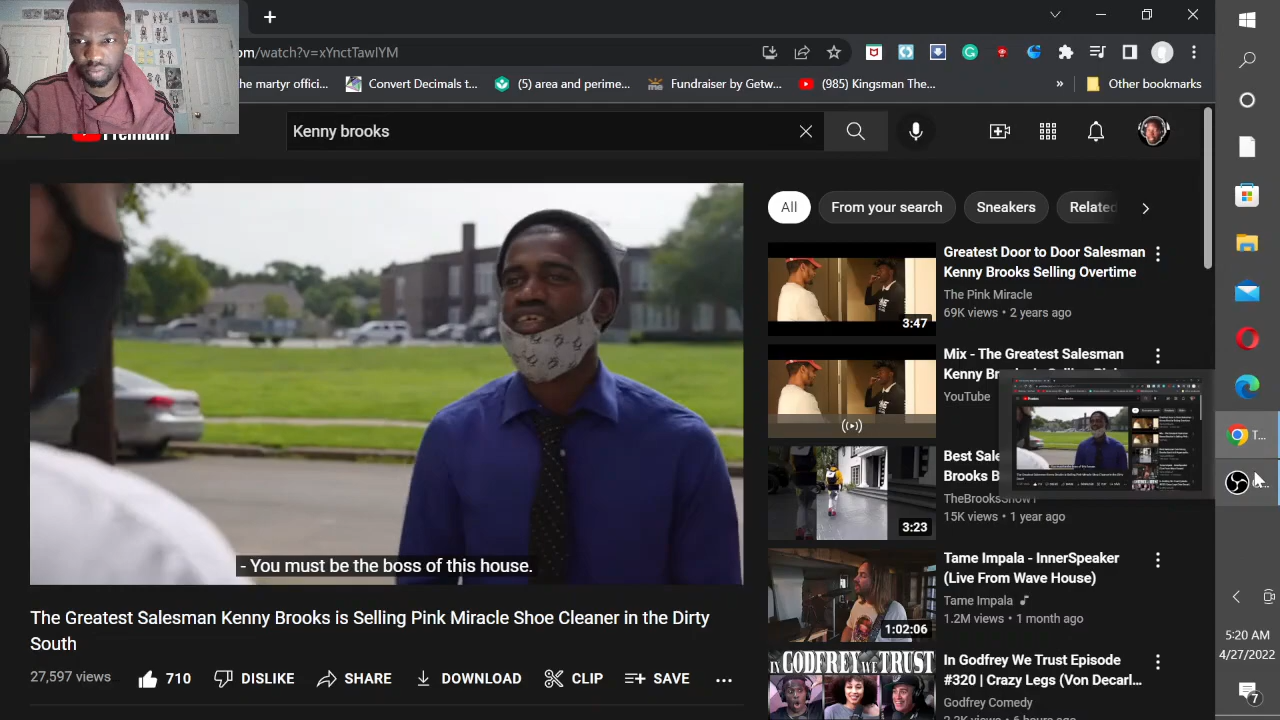 om/watch?v=xYnctTawlYM
he martyr offici...
Convert Decimals t...
(5) area and perime...
Fundraiser by Getw...
(985) Kingsman The...
»
Other bookmarks
Premium
Kenny brooks
All
From your search
Sneakers
Related
- You must be the boss of this house.
The Greatest Salesman Kenny Brooks is Selling Pink Miracle Shoe Cleaner in the Dirty
South
27,597 views
710
DISLIKE
SHARE
DOWNLOAD
CLIP
SAVE
...
Greatest Door to Door Salesman
Kenny Brooks Selling Overtime
The Pink Miracle
69K views • 2 years ago
3:47
Mix - The Greatest Salesman
YouTube
Best Sale
Brooks B
TheBrooksShow1
15K views • 1 year ago
3:23
Tame Impala - InnerSpeaker
(Live From Wave House)
Tame Impala
1.2M views • 1 month ago
1:02:06
IN GODFREY WE TRUST
In Godfrey We Trust Episode
#320 | Crazy Legs (Von Decarl...
Godfrey Comedy
T...
5:20 AM
4/27/2022
7